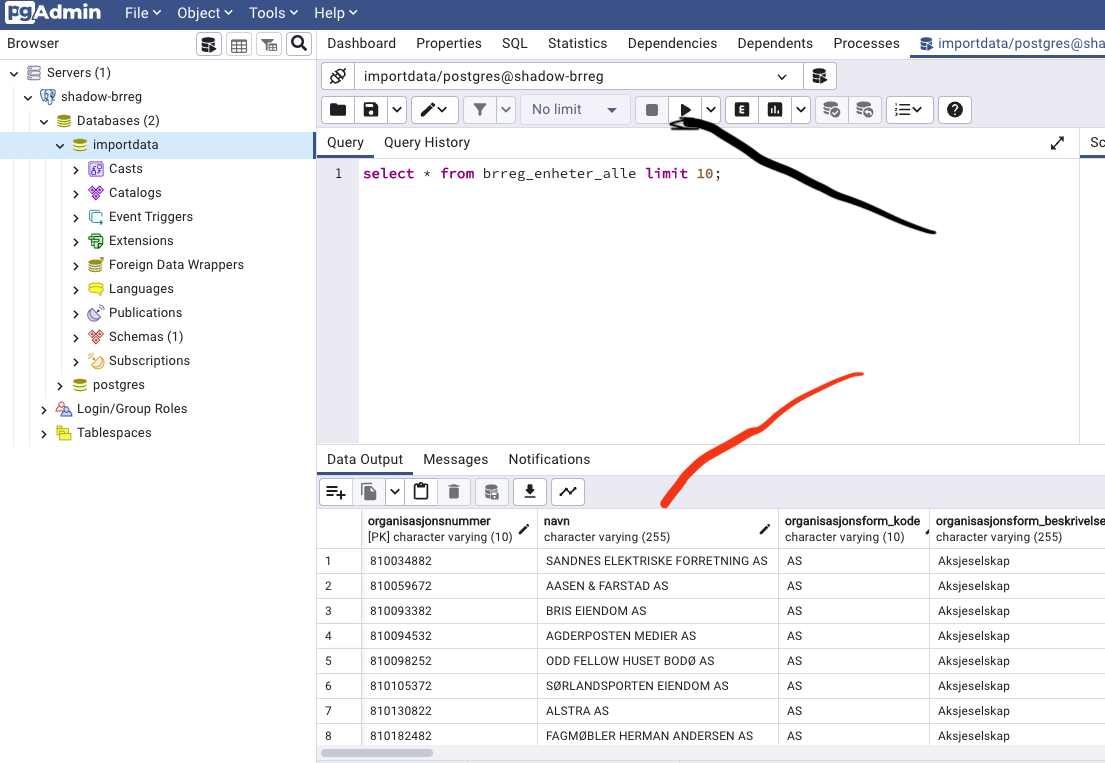 pgAdmin File Object Tools Help
Browser
Dashboard Properties SQL Statistics Dependencies Dependents Processes importdata/postgres@sha
Servers (1)
shadow-brreg
Databases (2)
importdata
Casts
Catalogs
Event Triggers
Extensions
Foreign Data Wrappers
Languages
Publications
Schemas (1)
Subscriptions
postgres
Login/Group Roles
Tablespaces
importdata/postgres@shadow-brreg
No limit E
Query Query History Sc
1 select * from brreg_enheter_alle limit 10;
Data Output Messages Notifications
organisasjonsnummer navn organisasjonsform_kode organisasjonsform_beskrivelse
[PK] character varying (10) character varying (255) character varying (10) character varying (255)
1 810034882 SANDNES ELEKTRISKE FORRETNING AS AS Aksjeselskap
2 810059672 AASEN & FARSTAD AS AS Aksjeselskap
3 810093382 BRIS EIENDOM AS AS Aksjeselskap
4 810094532 AGDERPOSTEN MEDIER AS AS Aksjeselskap
5 810098252 ODD FELLOW HUSET BODØ AS AS Aksjeselskap
6 810105372 SØRLANDSPORTEN EIENDOM AS AS Aksjeselskap
7 810130822 ALSTRA AS AS Aksjeselskap
8 810182482 FAGMØBLER HERMAN ANDERSEN AS AS Aksjeselskap